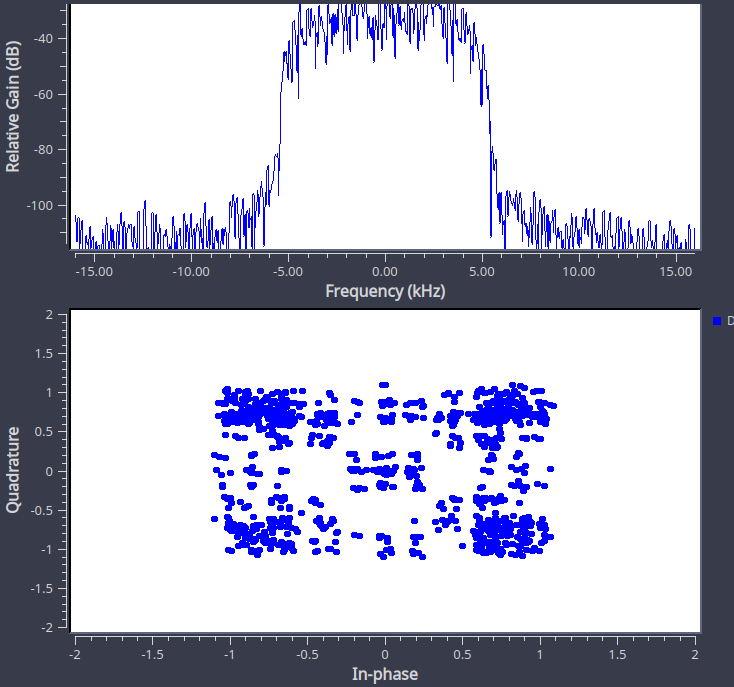 Relative Gain (dB)
-40
-60
-80
-100
-15.00 -10.00 -5.00 0.00 5.00 10.00 15.00
Frequency (kHz)
Quadrature
2
1.5
1
0.5
0
-0.5
-1
-1.5
-2
-2 -1.5 -1 -0.5 0 0.5 1 1.5 2
In-phase
D